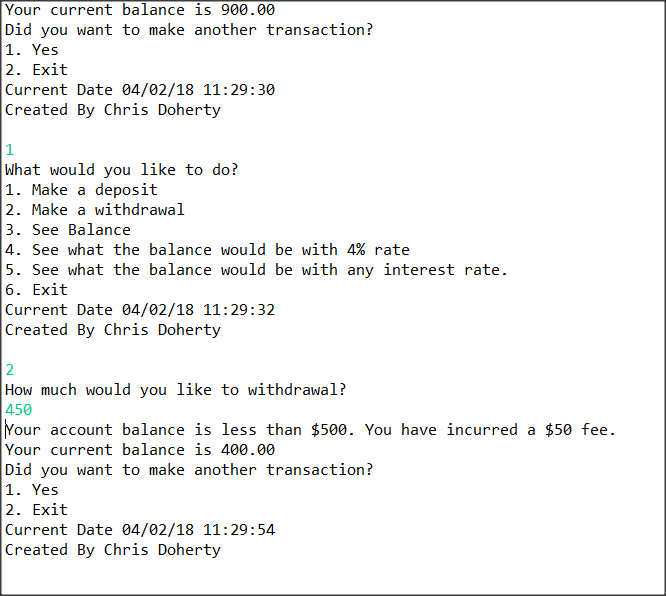 Your current balance is 900.00
Did you want to make another transaction?
1. Yes
2. Exit
Current Date 04/02/18 11:29:30
Created By Chris Doherty
1
What would you like to do?
1. Make a deposit
2. Make a withdrawal
3. See Balance
4. See what the balance would be with 4% rate
5. See what the balance would be with any interest rate.
6. Exit
Current Date 04/02/18 11:29:32
Created By Chris Doherty
2
How much would you like to withdrawal?
450
Your account balance is less than $500. You have incurred a $50 fee.
Your current balance is 400.00
Did you want to make another transaction?
1. Yes
2. Exit
Current Date 04/02/18 11:29:54
Created By Chris Doherty